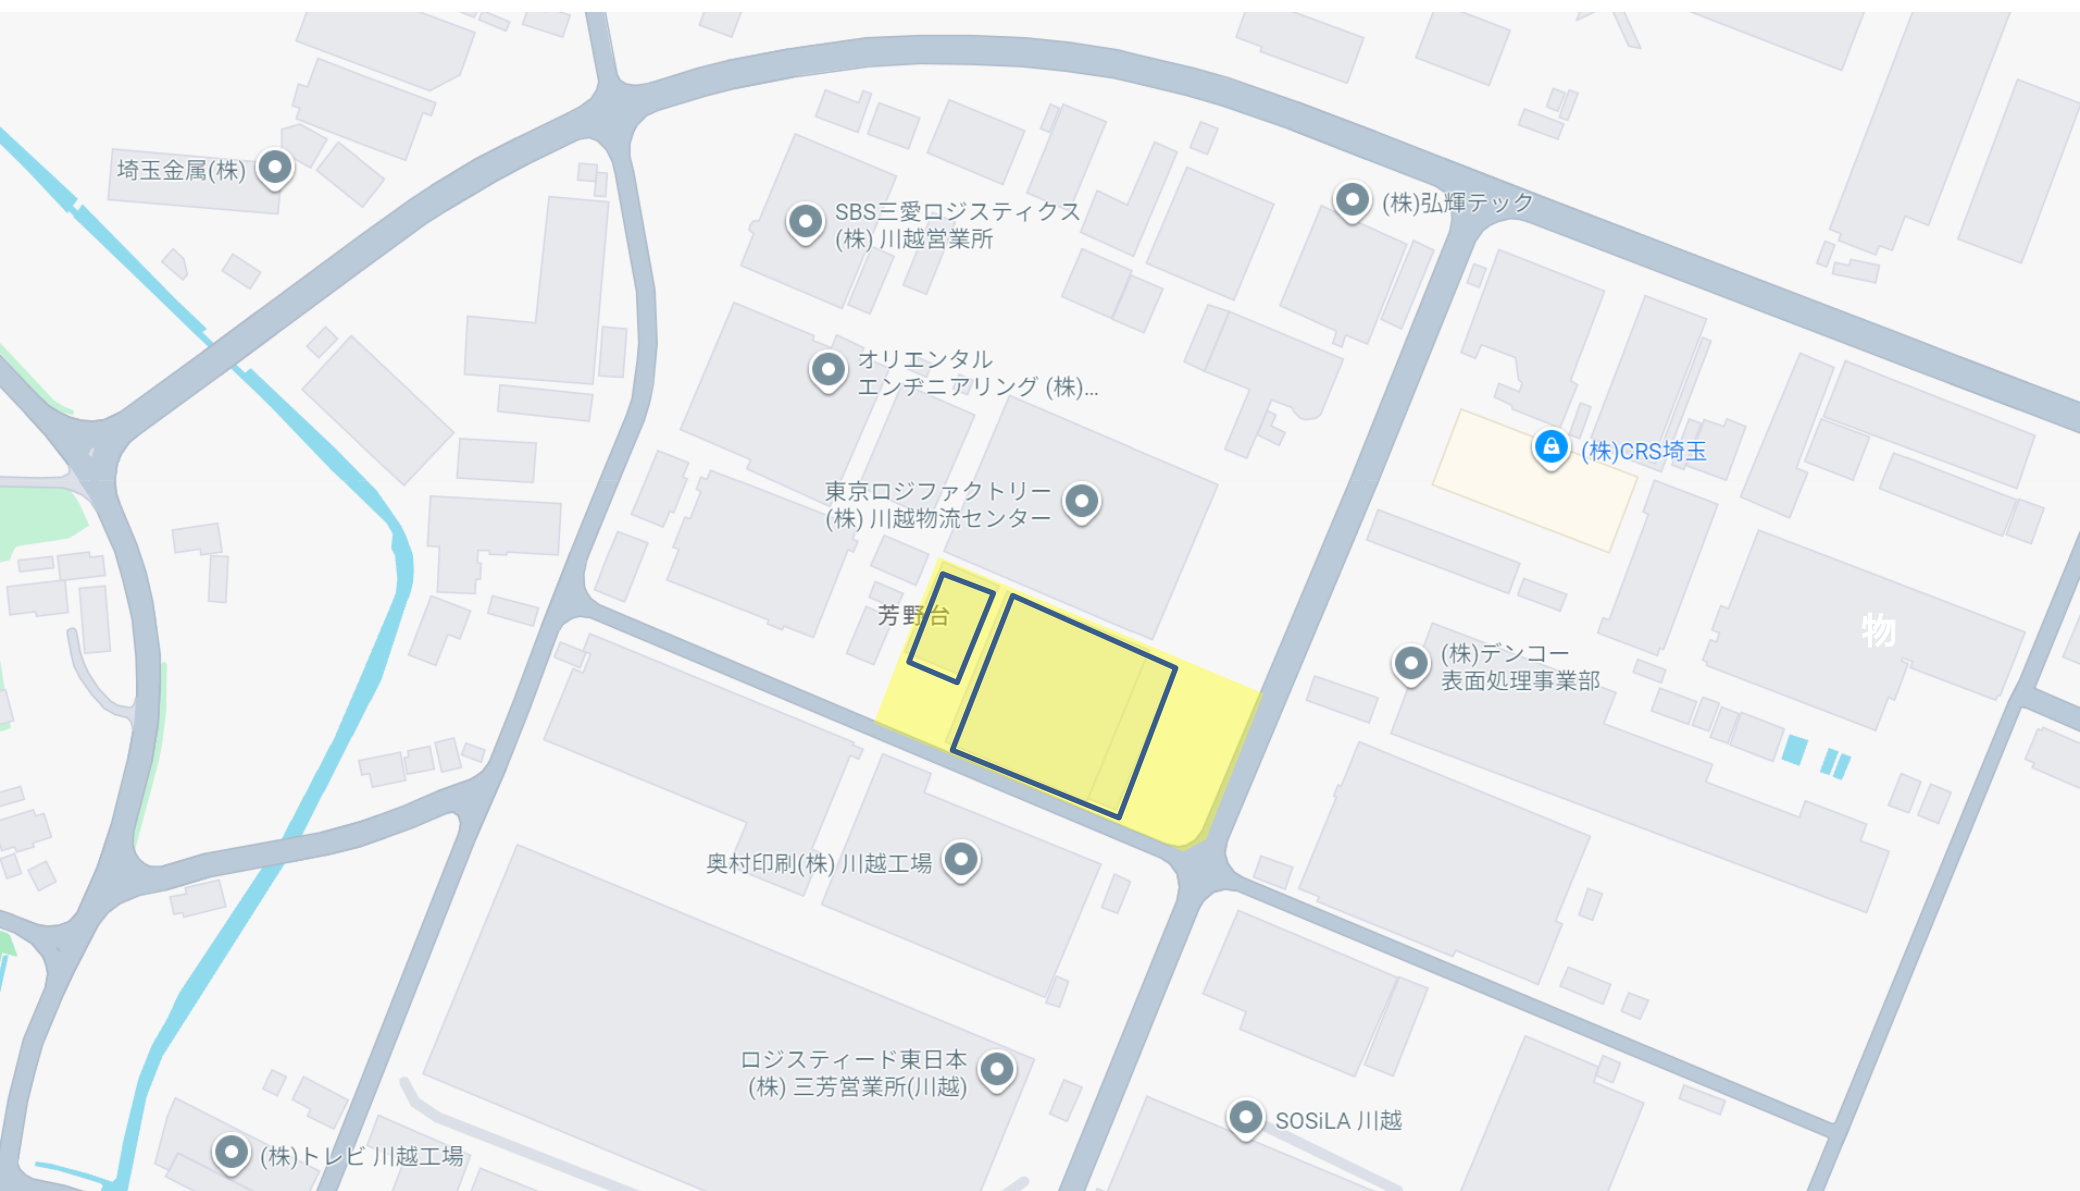 埼玉金属(株)
SBS三愛ロジスティクス
(株) 川越営業所
(株)弘輝テック
オリエンタル
エンヂニアリング (株)...
(株)CRS埼玉
東京ロジファクトリー
(株) 川越物流センター
芳野台
物
(株)デンコー
表面処理事業部
奥村印刷(株) 川越工場
ロジスティード東日本
(株) 三芳営業所(川越)
SOSiLA 川越
(株)トレビ 川越工場